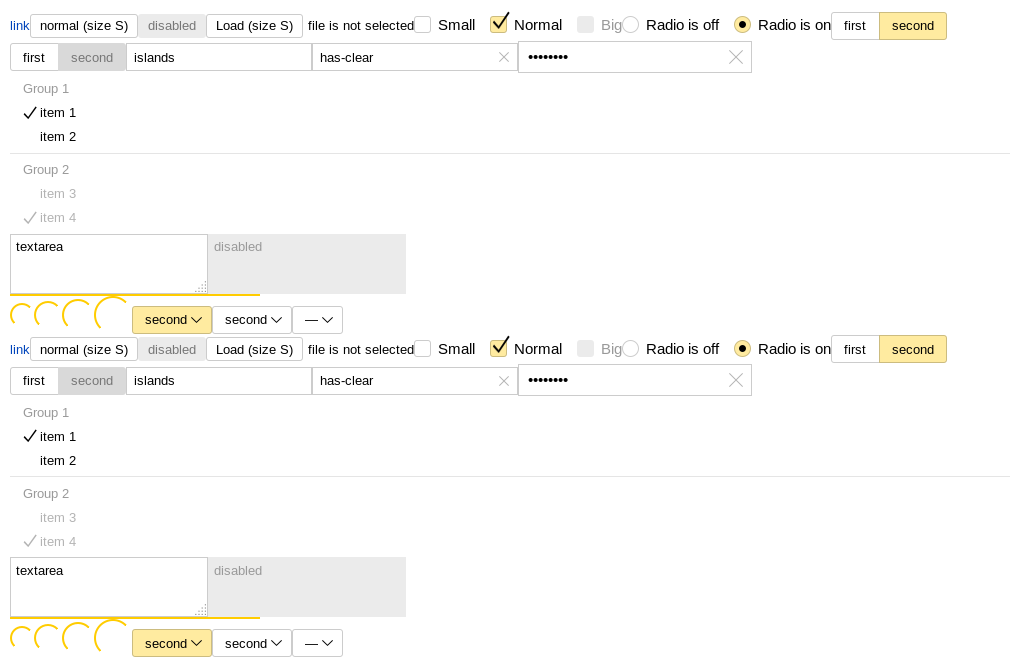 link normal (size S) disabled Load (size S) file is not selected Small Normal Big Radio is off Radio is on first second
first second islands has-clear ••••••••
Group 1
item 1
item 2
Group 2
item 3
item 4
textarea disabled
second second —
link normal (size S) disabled Load (size S) file is not selected Small Normal Big Radio is off Radio is on first second
first second islands has-clear ••••••••
Group 1
item 1
item 2
Group 2
item 3
item 4
textarea disabled
second second —